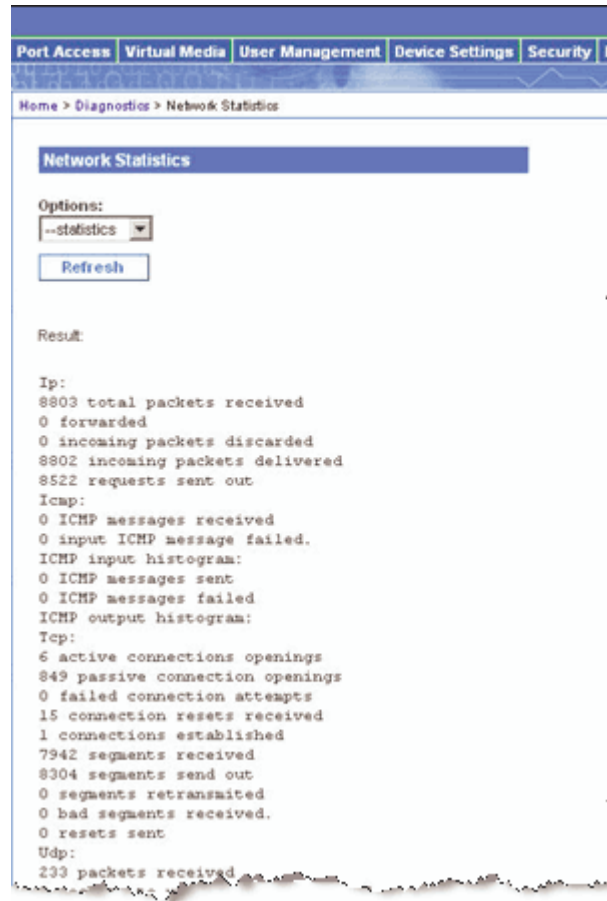 Port Access Virtual Media User Management Device Settings Security
Home > Diagnostics > Network Statistics
Network Statistics
Options:
--statistics
Refresh
Result:
Ip:
8803 total packets received
0 forwarded
0 incoming packets discarded
8802 incoming packets delivered
8522 requests sent out
Icmp:
0 ICMP messages received
0 input ICMP message failed.
ICMP input histogram:
0 ICMP messages sent
0 ICMP messages failed
ICMP output histogram:
Tcp:
6 active connections openings
849 passive connection openings
0 failed connection attempts
15 connection resets received
1 connections established
7942 segments received
8304 segments send out
0 segments retransmited
0 bad segments received.
0 resets sent
Udp:
233 packets received